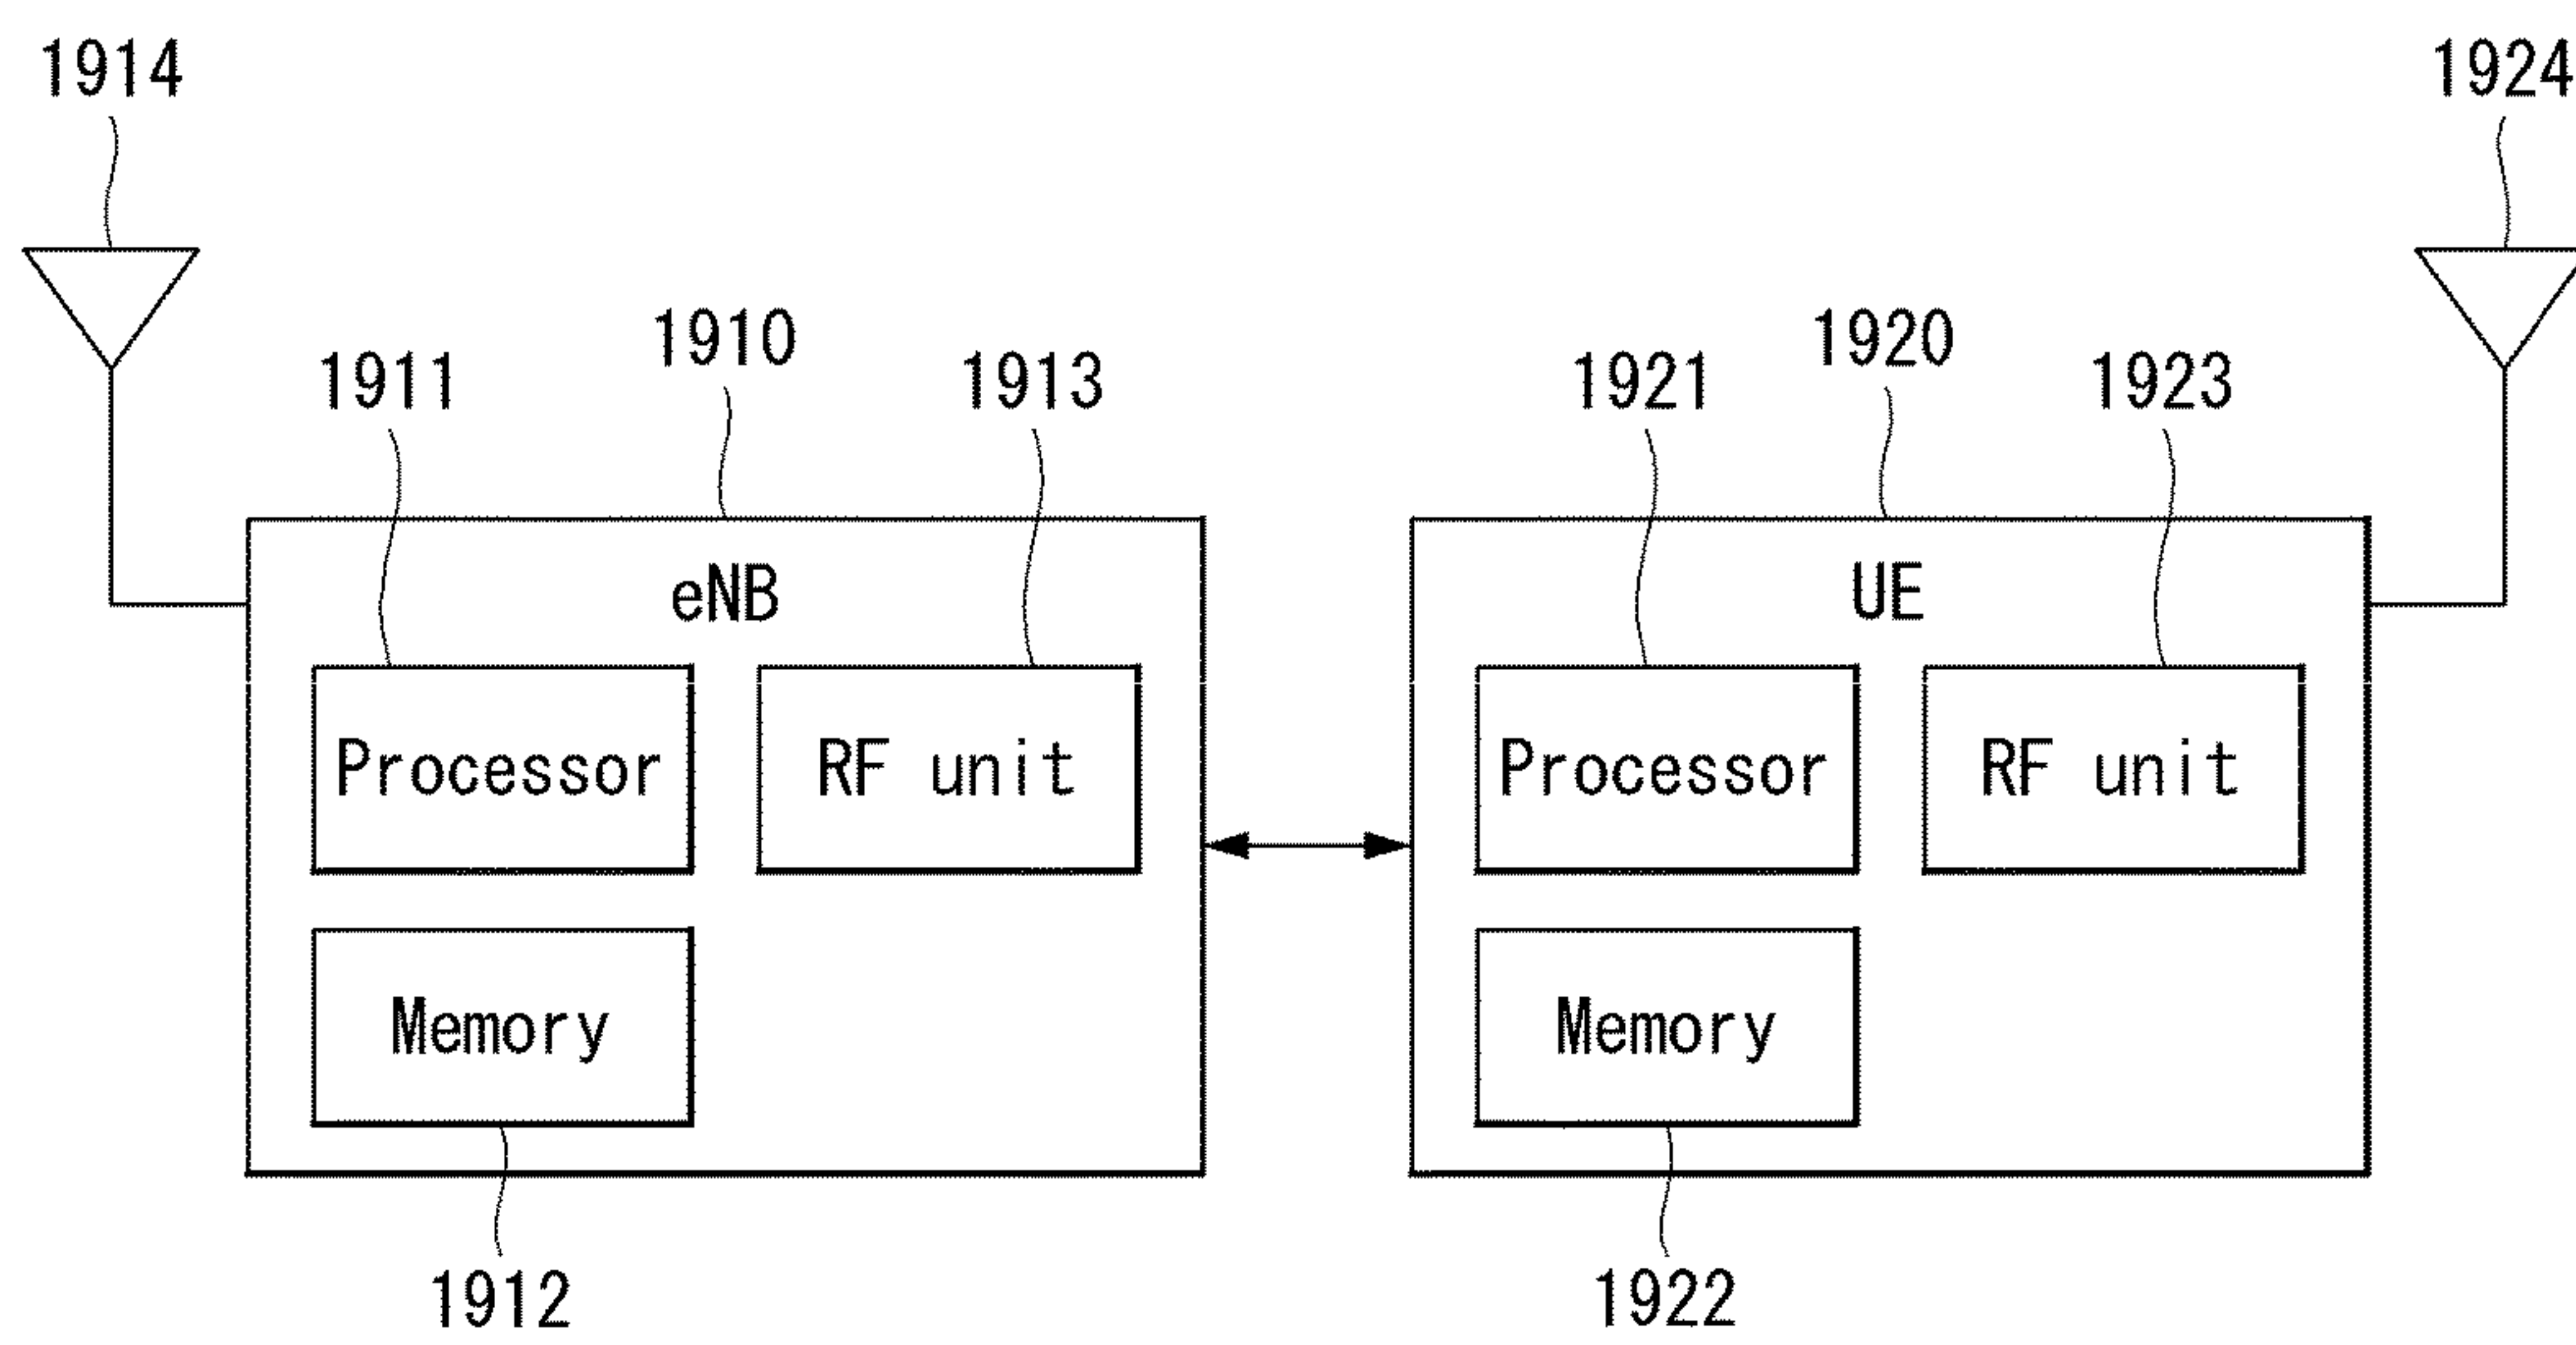 1914
1924
1910
1920
1911
1913
1921
1923
eNB
UE
Processor
RF unit
Processor
RF unit
Memory
Memory
1912
1922